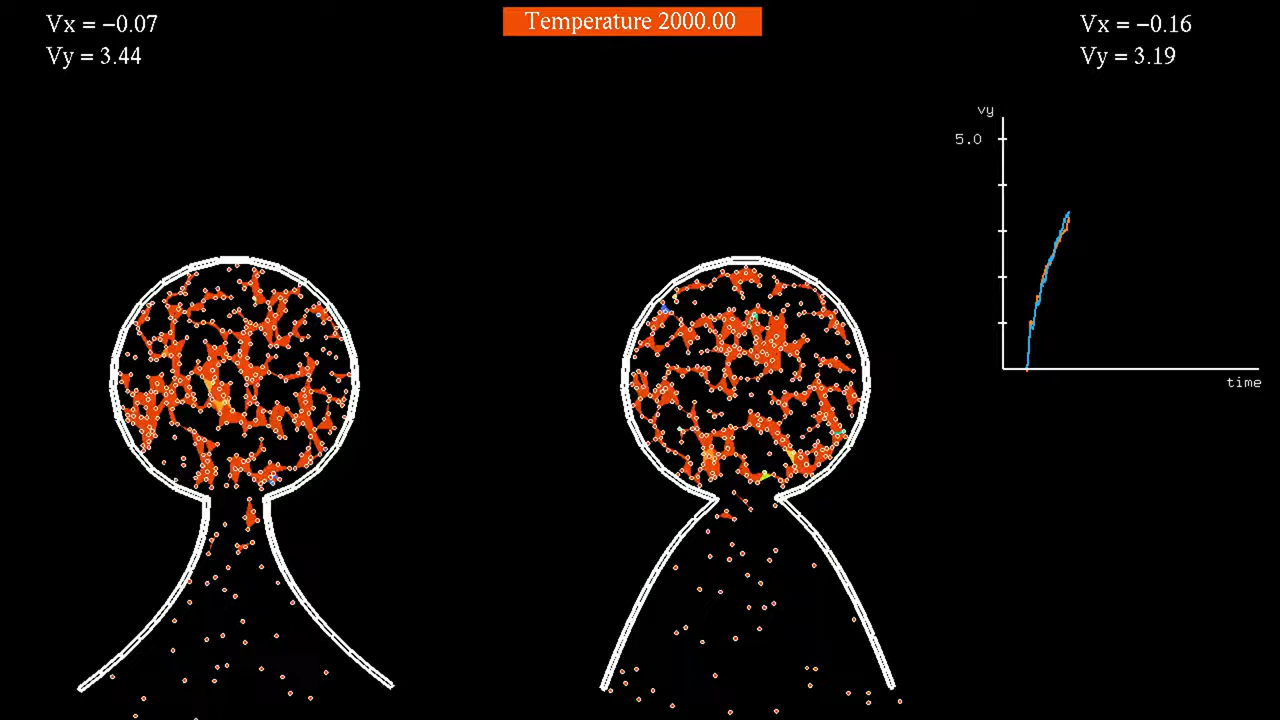 Vx = −0.07
Vy = 3.44
Temperature 2000.00
Vx = −0.16
Vy = 3.19
vy
5.0
time